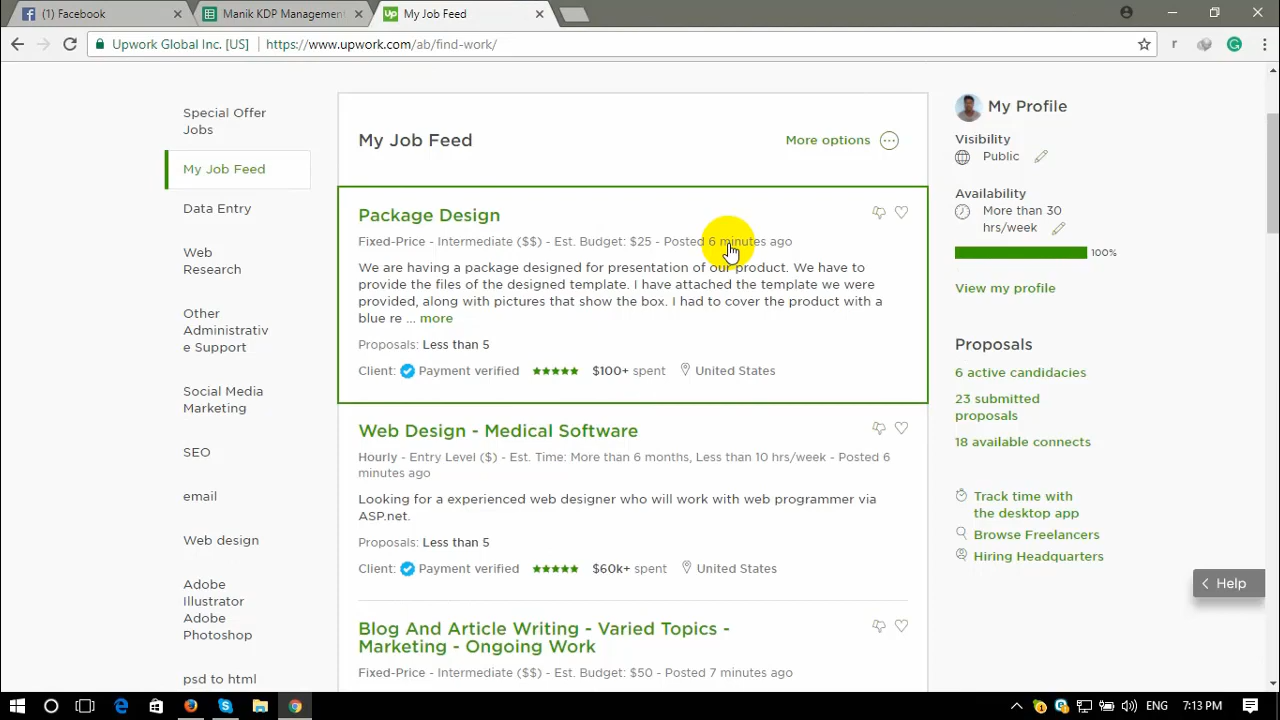 (1) Facebook
Manik KDP Management
My Job Feed
Upwork Global Inc. [US]
https://www.upwork.com/ab/find-work/
Special Offer
Jobs
My Job Feed
Data Entry
Web
Research
Other
Administrativ
e Support
Social Media
Marketing
SEO
email
Web design
Adobe
Illustrator
Adobe
Photoshop
psd to html
My Job Feed
More options
Package Design
Fixed-Price - Intermediate ($$) - Est. Budget: $25 - Posted 6 minutes ago
We are having a package designed for presentation of our product. We have to
provide the files of the designed template. I have attached the template we were
provided, along with pictures that show the box. I had to cover the product with a
blue re ... more
Proposals: Less than 5
Client: Payment verified $100+ spent United States
Web Design - Medical Software
Hourly - Entry Level ($) - Est. Time: More than 6 months, Less than 10 hrs/week - Posted 6
minutes ago
Looking for a experienced web designer who will work with web programmer via
ASP.net.
Proposals: Less than 5
Client: Payment verified $60k+ spent United States
Blog And Article Writing - Varied Topics -
Marketing - Ongoing Work
Fixed-Price - Intermediate ($$) - Est. Budget: $50 - Posted 7 minutes ago
My Profile
Visibility
Public
Availability
More than 30
hrs/week
100%
View my profile
Proposals
6 active candidacies
23 submitted
proposals
18 available connects
Track time with
the desktop app
Browse Freelancers
Hiring Headquarters
Help
ENG
7:13 PM